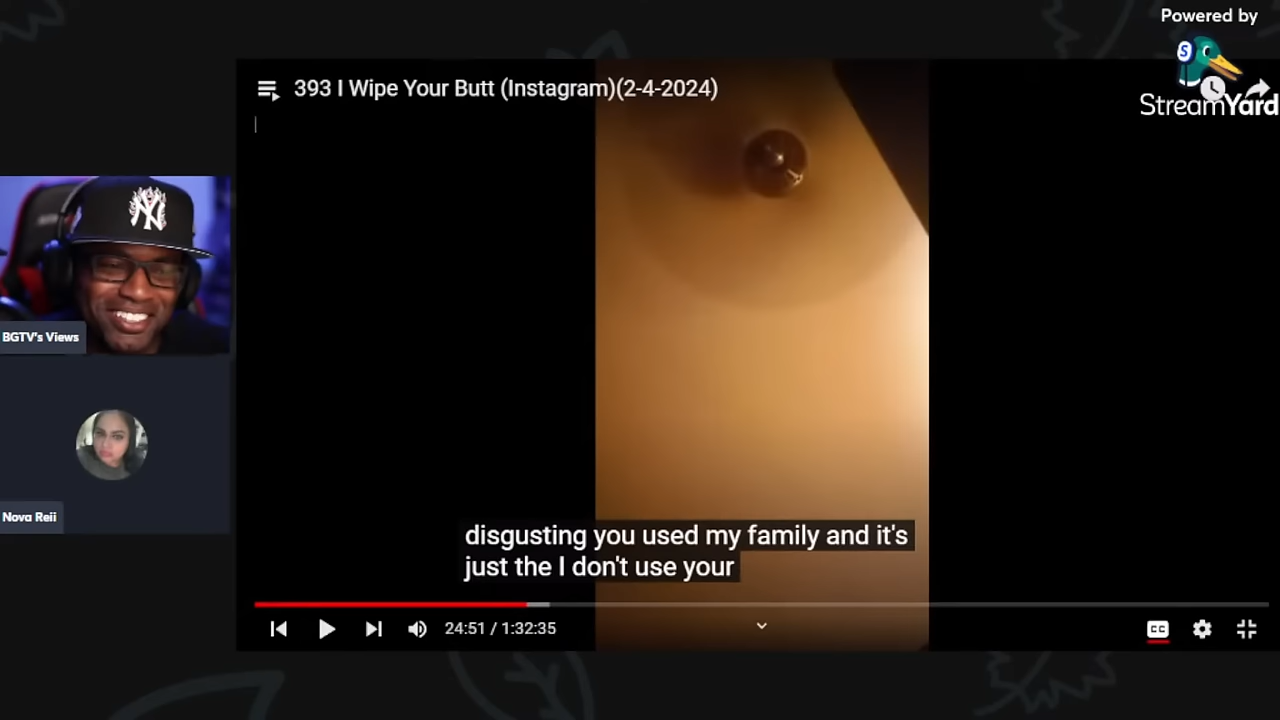 Powered by
StreamYard
393 I Wipe Your Butt (Instagram)(2-4-2024)
NY
BGTV's Views
Nova Reii
disgusting you used my family and it's
just the I don't use your
24:51 / 1:32:35
CC